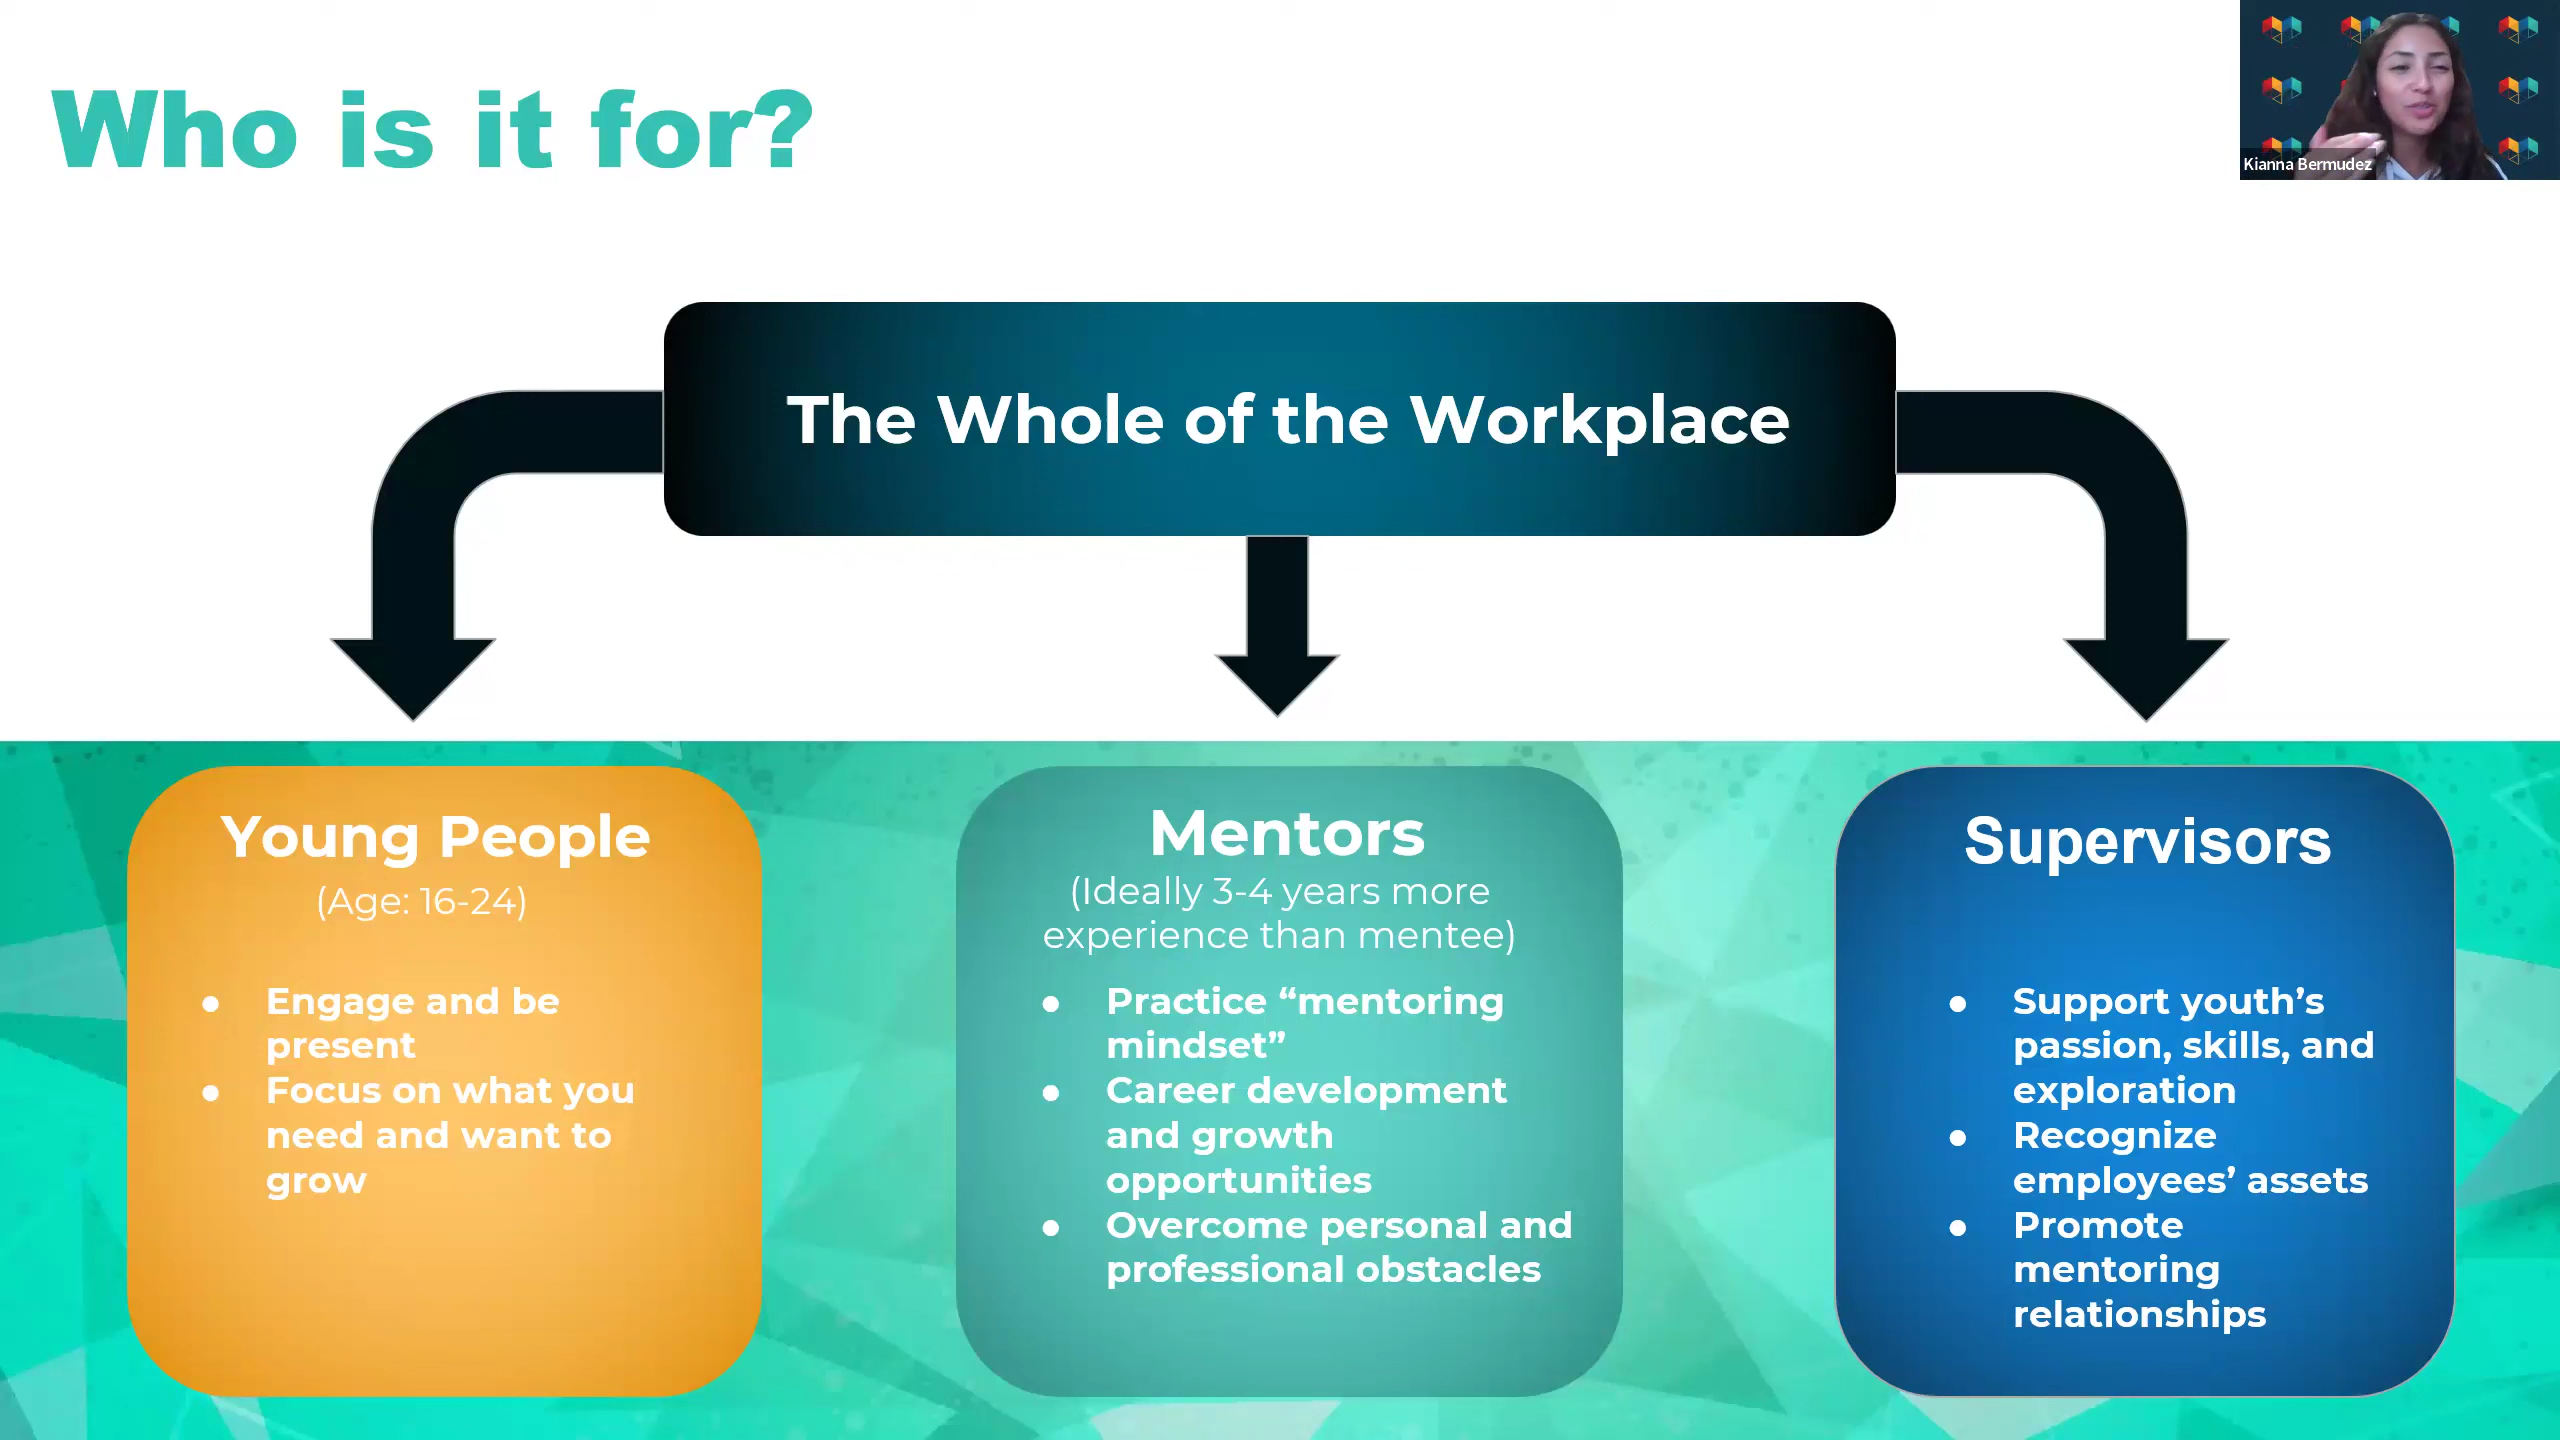 Who is it for?
Kianna Bermudez
The Whole of the Workplace
Young People
(Age: 16-24)
● Engage and be
present
● Focus on what you
need and want to
grow
Mentors
(Ideally 3-4 years more
experience than mentee)
● Practice “mentoring
mindset”
● Career development
and growth
opportunities
● Overcome personal and
professional obstacles
Supervisors
● Support youth’s
passion, skills, and
exploration
● Recognize
employees’ assets
● Promote
mentoring
relationships